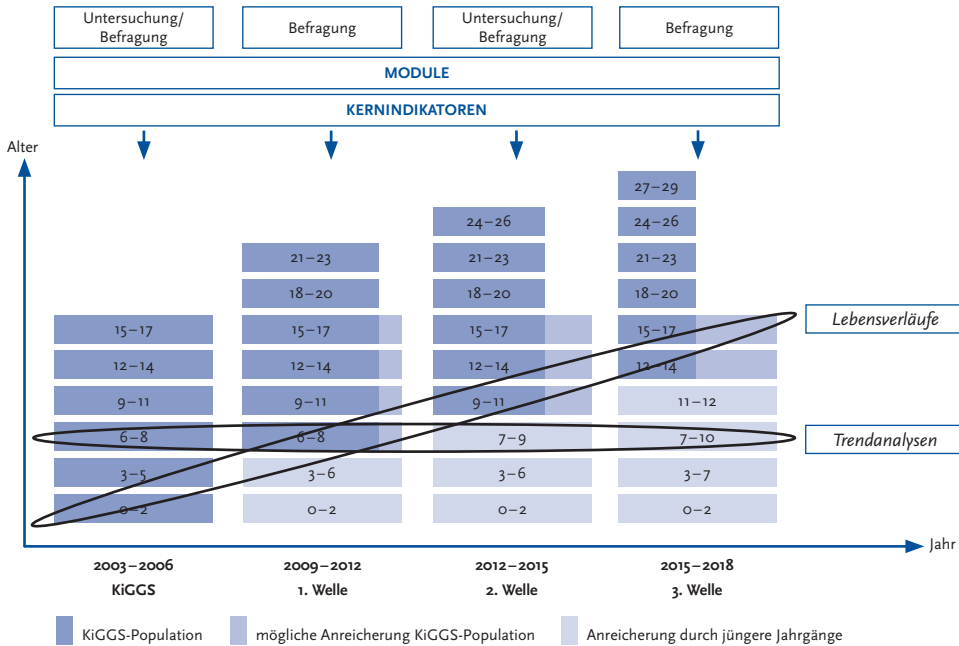 Untersuchung/
Befragung
Befragung
Untersuchung/
Befragung
Befragung
MODULE
KERNINDIKATOREN
Alter
27–29
24–26
24–26
21–23
21–23
21–23
18–20
18–20
18–20
15–17
15–17
15–17
15–17
Lebensverläufe
12–14
12–14
12–14
12–14
9–11
9–11
9–11
11–12
6–8
6–8
7–9
7–10
Trendanalysen
3–5
3–6
3–6
3–7
0–2
0–2
0–2
0–2
Jahr
2003–2006
KiGGS
2009–2012
1. Welle
2012–2015
2. Welle
2015–2018
3. Welle
KiGGS-Population
mögliche Anreicherung KiGGS-Population
Anreicherung durch jüngere Jahrgänge